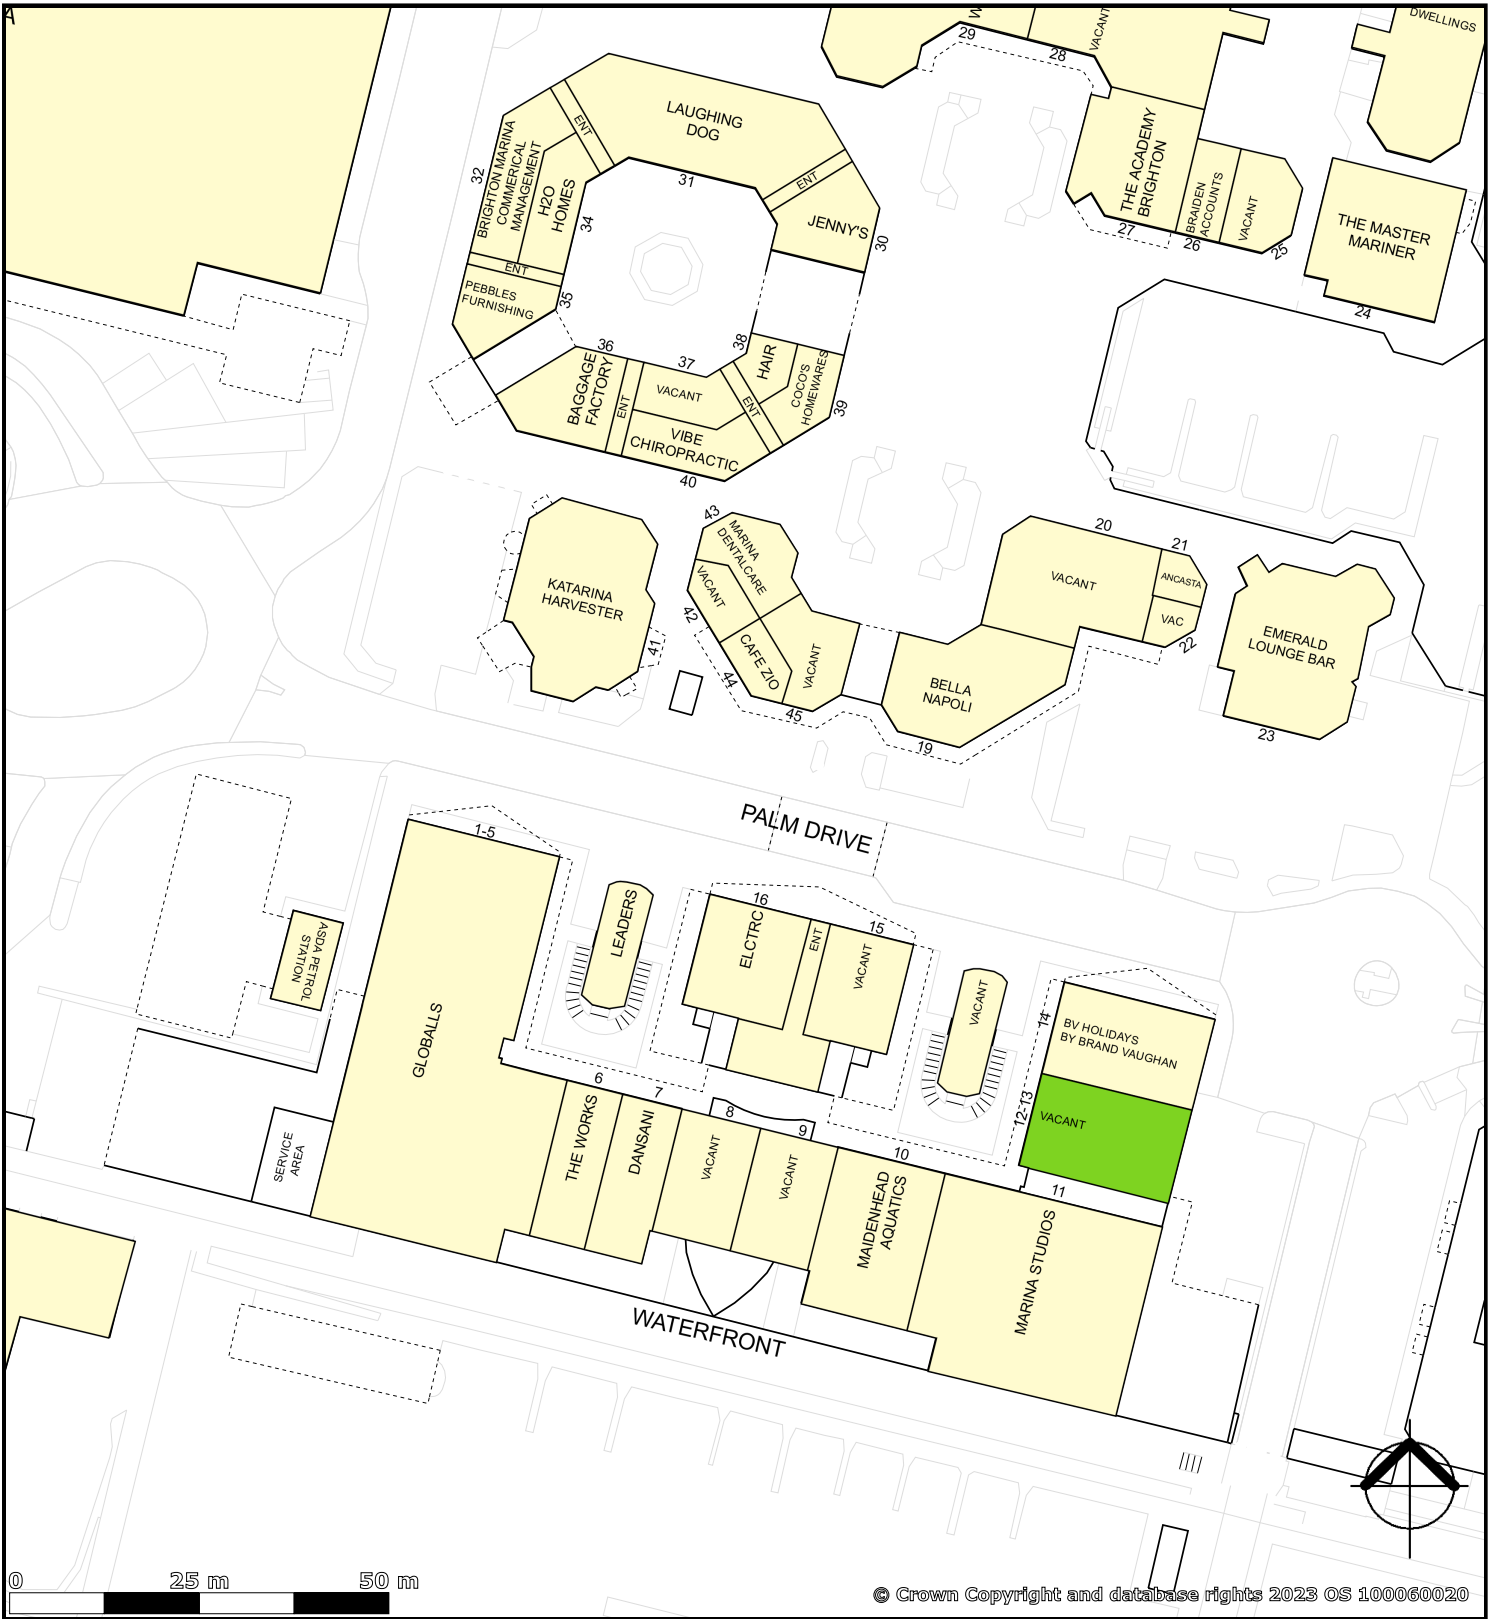 DWELLINGS
VACANT
29
28
LAUGHING
DOG
ENT
BRIGHTON MARINA
COMMERICAL
MANAGEMENT
32
H2O
HOMES
31
34
ENT
JENNY'S
30
THE ACADEMY
BRIGHTON
27
BRAIDEN
ACCOUNTS
26
VACANT
25
THE MASTER
MARINER
24
ENT
PEBBLES
FURNISHING
35
36
37
38
BAGGAGE
FACTORY
ENT
VACANT
ENT
HAIR
COCO'S
HOMEWARES
39
VIBE
CHIROPRACTIC
40
KATARINA
HARVESTER
41
43
MARINA
DENTALCARE
VACANT
42
CAFE ZIO
44
VACANT
45
BELLA
NAPOLI
19
20
VACANT
21
ANCASTA
VAC
22
EMERALD
LOUNGE BAR
23
PALM DRIVE
1-5
GLOBALLS
ASDA PETROL
STATION
LEADERS
16
ELCTRC
ENT
15
VACANT
VACANT
14
BV HOLIDAYS
BY BRAND VAUGHAN
12-13
VACANT
SERVICE
AREA
6
THE WORKS
7
DANSANI
8
VACANT
9
VACANT
10
MAIDENHEAD
AQUATICS
11
MARINA STUDIOS
WATERFRONT
0
25 m
50 m
© Crown Copyright and database rights 2023 OS 100060020